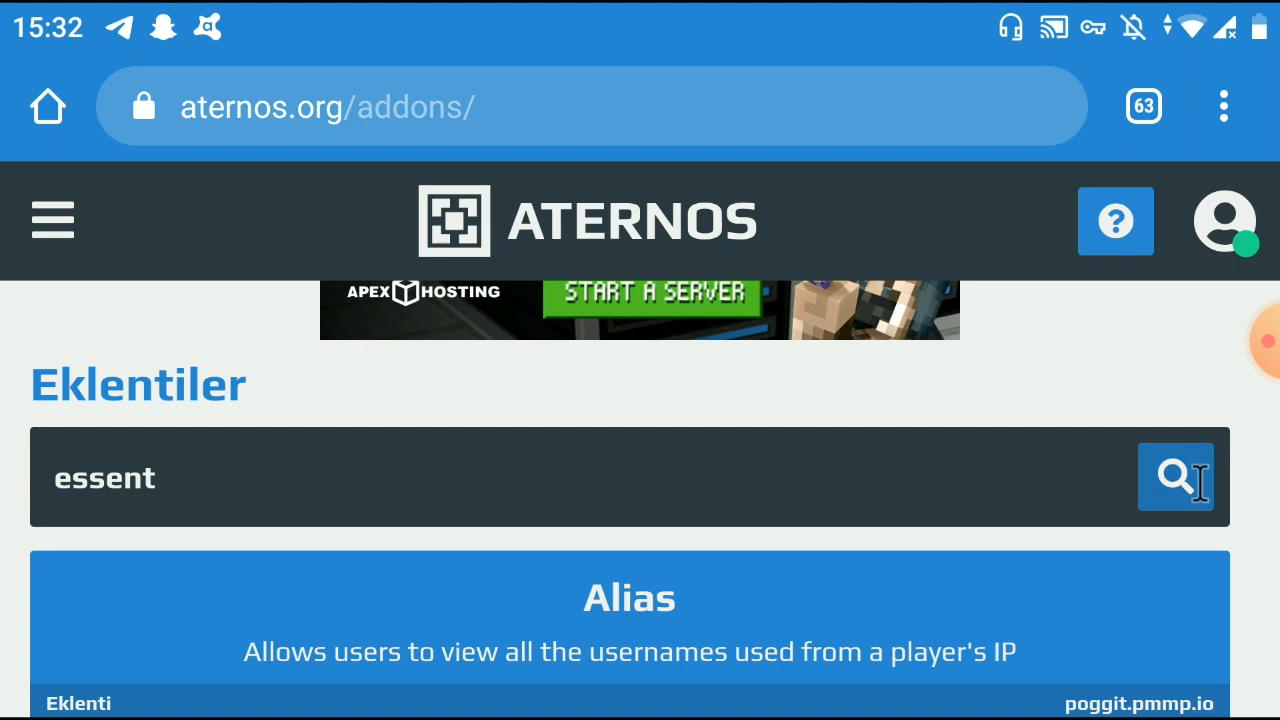 15:32
aternos.org/addons/
63
ATERNOS
APEX HOSTING
START A SERVER
Eklentiler
essent
Alias
Allows users to view all the usernames used from a player's IP
Eklenti
poggit.pmmp.io